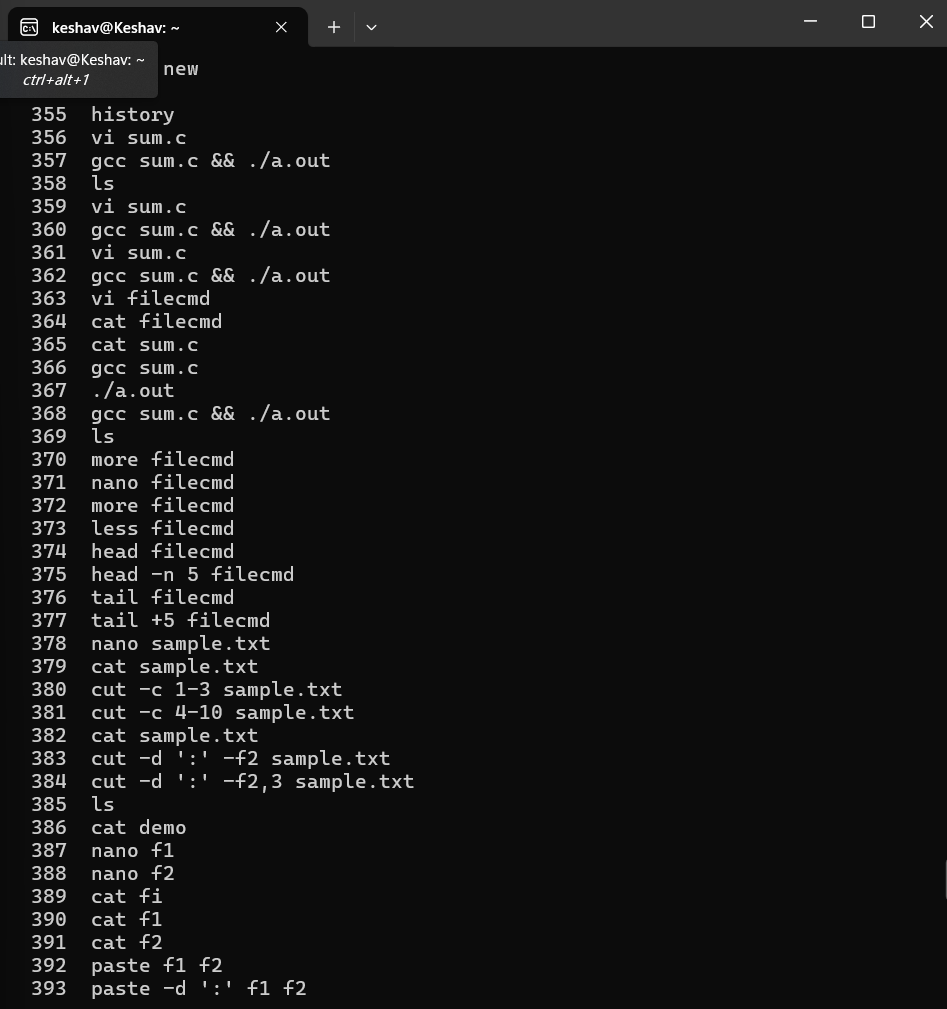 keshav@Keshav: ~
ult: keshav@Keshav: ~
ctrl+alt+1
new
355 history
356 vi sum.c
357 gcc sum.c && ./a.out
358 ls
359 vi sum.c
360 gcc sum.c && ./a.out
361 vi sum.c
362 gcc sum.c && ./a.out
363 vi filecmd
364 cat filecmd
365 cat sum.c
366 gcc sum.c
367 ./a.out
368 gcc sum.c && ./a.out
369 ls
370 more filecmd
371 nano filecmd
372 more filecmd
373 less filecmd
374 head filecmd
375 head -n 5 filecmd
376 tail filecmd
377 tail +5 filecmd
378 nano sample.txt
379 cat sample.txt
380 cut -c 1-3 sample.txt
381 cut -c 4-10 sample.txt
382 cat sample.txt
383 cut -d ':' -f2 sample.txt
384 cut -d ':' -f2,3 sample.txt
385 ls
386 cat demo
387 nano f1
388 nano f2
389 cat fi
390 cat f1
391 cat f2
392 paste f1 f2
393 paste -d ':' f1 f2